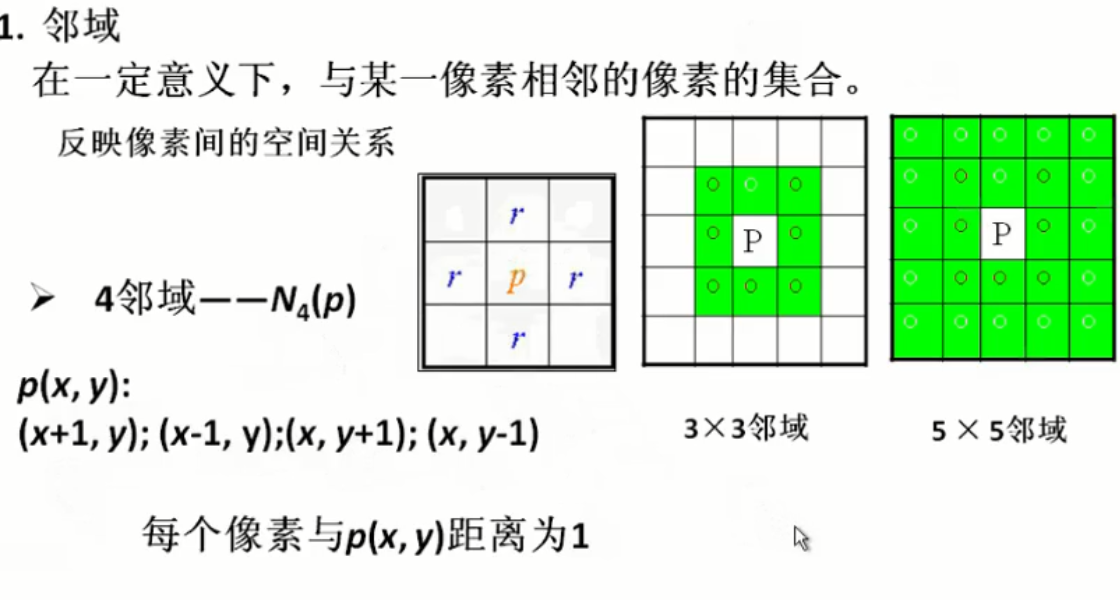 1. 邻域
在一定意义下，与某一像素相邻的像素的集合。
反映像素间的空间关系
r
r p r
r
P
P
➢ 4邻域——N₄(p)
p(x, y):
(x+1, y); (x-1, y);(x, y+1); (x, y-1)
3×3邻域
5 × 5邻域
每个像素与p(x, y)距离为1